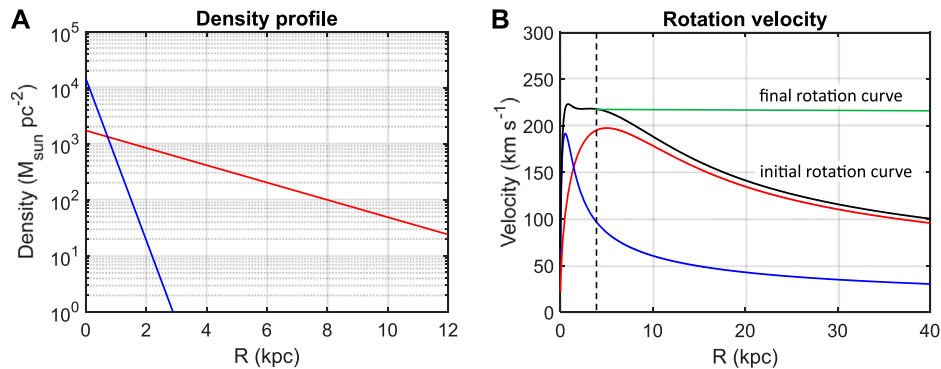 A
Density profile
Density (M_sun pc^-2)
10^5
10^4
10^3
10^2
10^1
10^0
0 2 4 6 8 10 12
R (kpc)
B
Rotation velocity
Velocity (km s^-1)
300
250
200
150
100
50
0
final rotation curve
initial rotation curve
0 10 20 30 40
R (kpc)